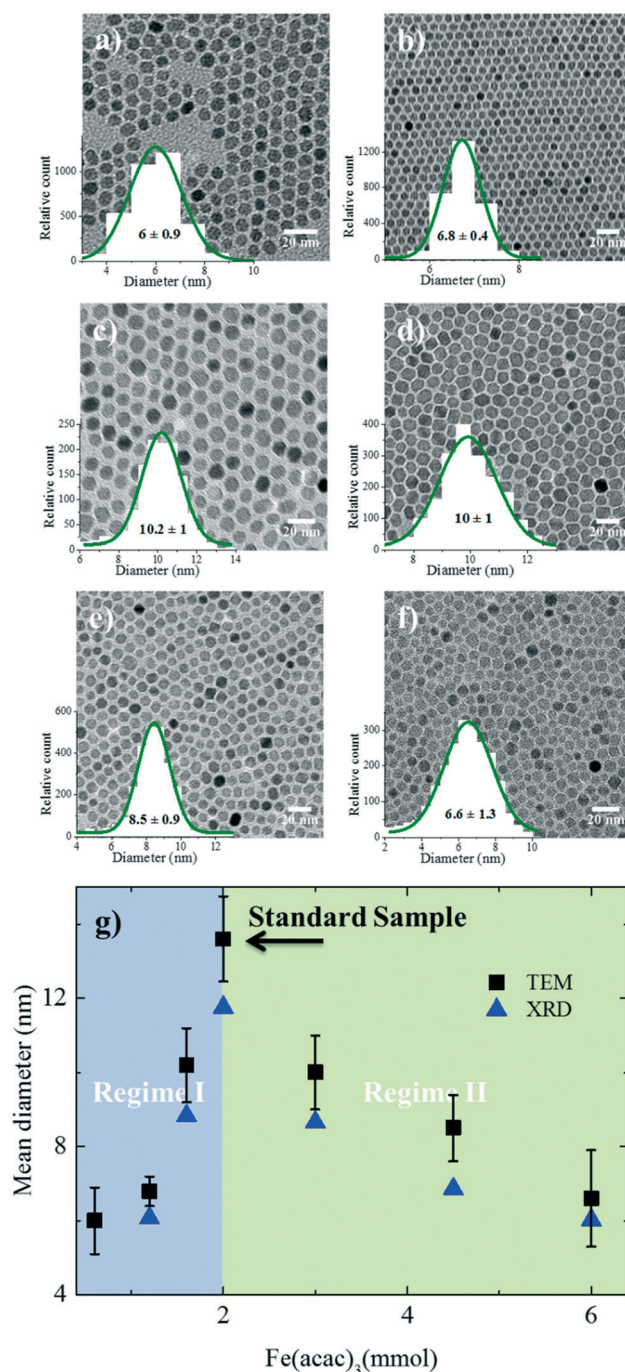 a)
Relative count
1000
500
0
6 ± 0.9
20 nm
4 6 8 10
Diameter (nm)
b)
Relative count
1200
800
400
0
6.8 ± 0.4
20 nm
6 8
Diameter (nm)
c)
Relative count
250
200
150
100
50
0
10.2 ± 1
20 nm
6 8 10 12 14
Diameter (nm)
d)
Relative count
400
300
200
100
0
10 ± 1
20 nm
8 10 12
Diameter (nm)
e)
Relative count
600
400
200
0
8.5 ± 0.9
20 nm
4 6 8 10 12
Diameter (nm)
f)
Relative count
300
200
100
0
6.6 ± 1.3
20 nm
2 4 6 8 10
Diameter (nm)
g)
Standard Sample
TEM
XRD
Regime I
Regime II
Mean diameter (nm)
12
8
4
2 4 6
Fe(acac)₃(mmol)